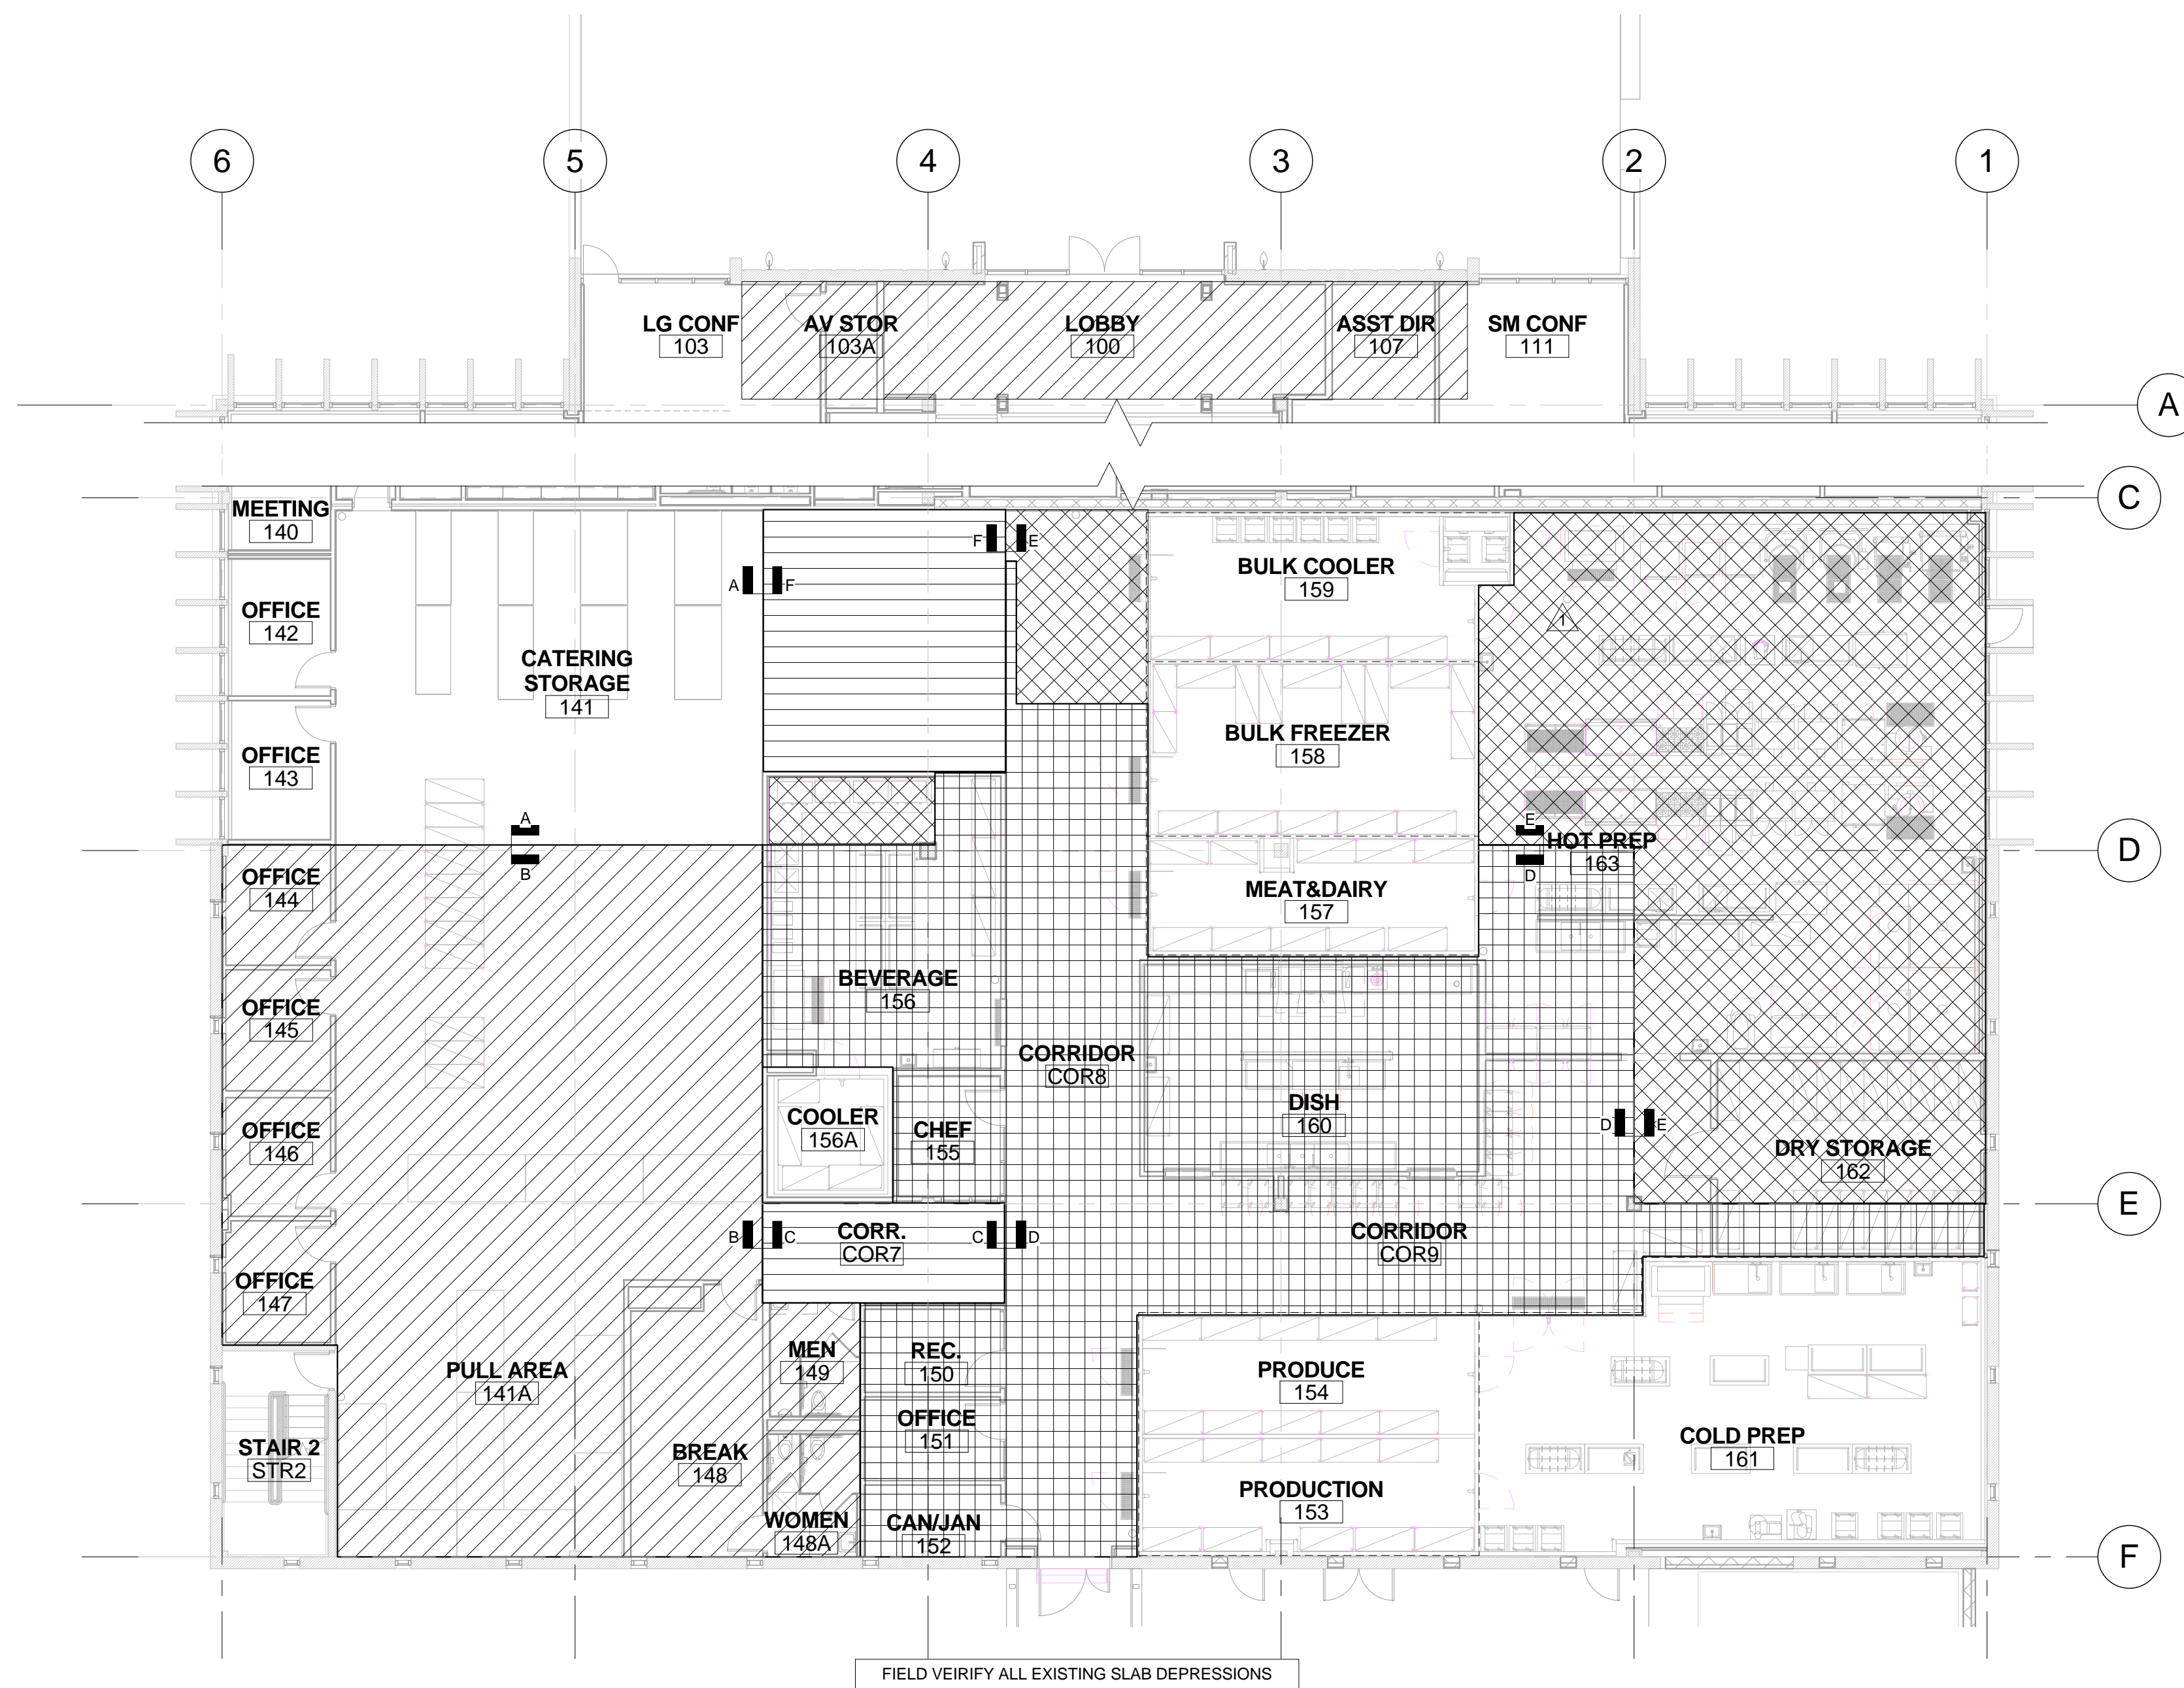 6
5
4
3
2
1
LG CONF
103
AV STOR
103A
LOBBY
100
ASST DIR
107
SM CONF
111
A
C
MEETING
140
F
E
A
F
BULK COOLER
159
1
OFFICE
142
CATERING
STORAGE
141
OFFICE
143
BULK FREEZER
158
A
B
E
D
HOT PREP
163
D
OFFICE
144
MEAT&DAIRY
157
BEVERAGE
156
OFFICE
145
CORRIDOR
COR8
COOLER
156A
CHEF
155
DISH
160
D
E
OFFICE
146
DRY STORAGE
162
E
B
C
CORR.
COR7
C
D
CORRIDOR
COR9
OFFICE
147
MEN
149
REC.
150
PULL AREA
141A
PRODUCE
154
OFFICE
151
STAIR 2
STR2
BREAK
148
COLD PREP
161
PRODUCTION
153
WOMEN
148A
CAN/JAN
152
F
FIELD VEIRIFY ALL EXISTING SLAB DEPRESSIONS